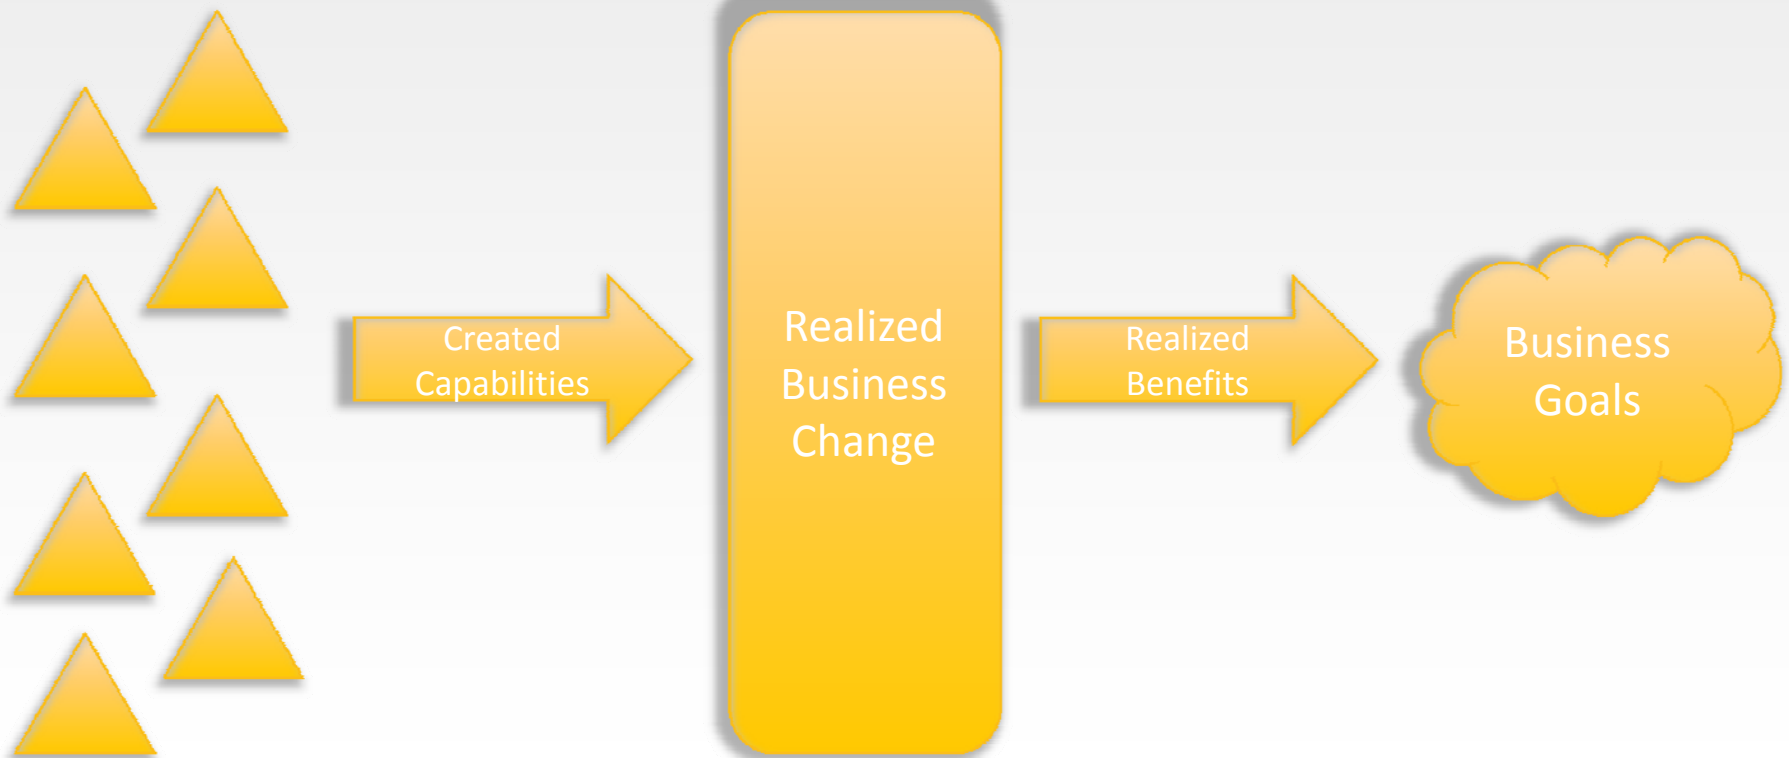 Created
Capabilities
Realized
Business
Change
Realized
Benefits
Business
Goals